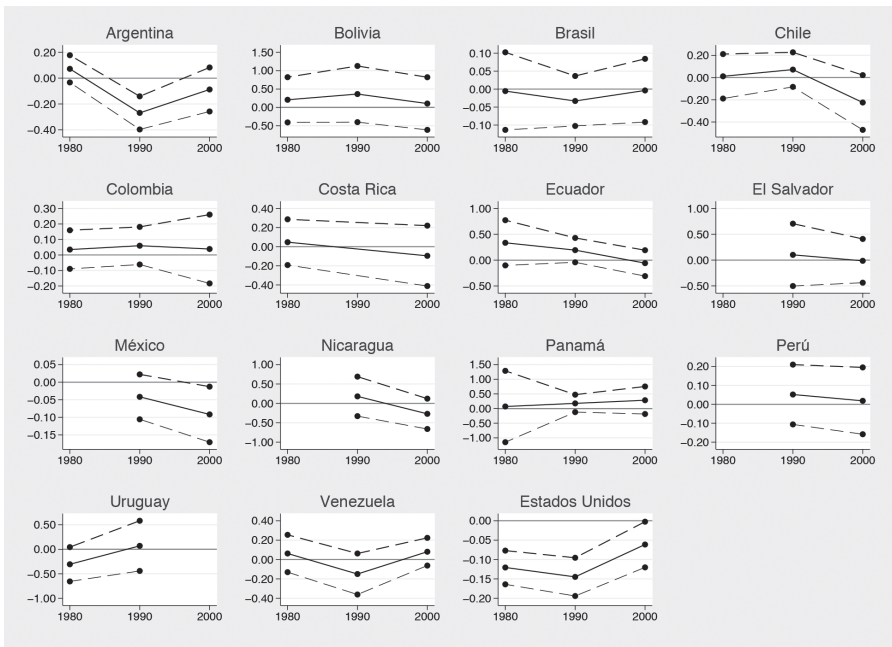 Argentina
0.20
0.00
−0.20
−0.40
1980 1990 2000
Bolivia
1.50
1.00
0.50
0.00
−0.50
1980 1990 2000
Brasil
0.10
0.05
0.00
−0.05
−0.10
1980 1990 2000
Chile
0.20
0.00
−0.20
−0.40
1980 1990 2000
Colombia
0.30
0.20
0.10
0.00
−0.10
−0.20
1980 1990 2000
Costa Rica
0.40
0.20
0.00
−0.20
−0.40
1980 1990 2000
Ecuador
1.00
0.50
0.00
−0.50
1980 1990 2000
El Salvador
1.00
0.50
0.00
−0.50
1980 1990 2000
México
0.05
0.00
−0.05
−0.10
−0.15
1980 1990 2000
Nicaragua
1.00
0.50
0.00
−0.50
−1.00
1980 1990 2000
Panamá
1.50
1.00
0.50
0.00
−0.50
−1.00
1980 1990 2000
Perú
0.20
0.10
0.00
−0.10
−0.20
1980 1990 2000
Uruguay
0.50
0.00
−0.50
−1.00
1980 1990 2000
Venezuela
0.40
0.20
0.00
−0.20
−0.40
1980 1990 2000
Estados Unidos
0.00
−0.05
−0.10
−0.15
−0.20
1980 1990 2000